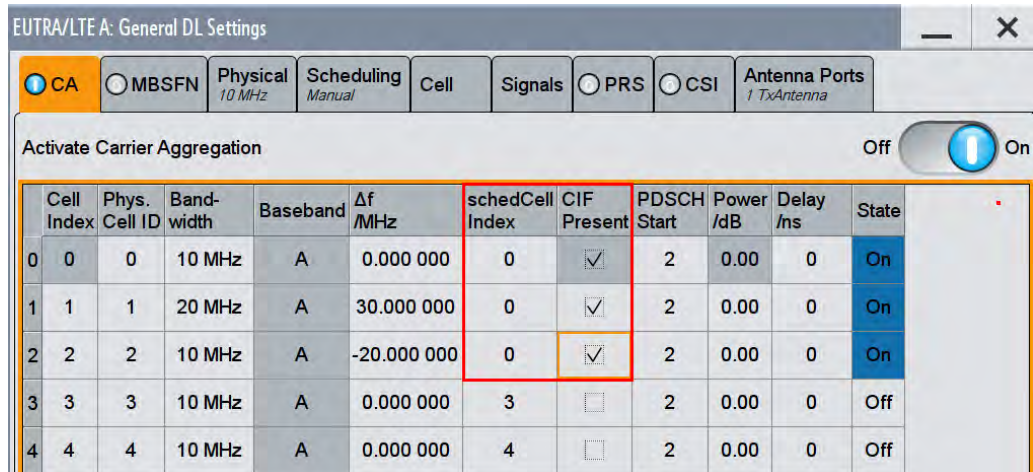 EUTRA/LTE A: General DL Settings
CA MBSFN Physical 10 MHz Scheduling Manual Cell Signals PRS CSI Antenna Ports 1 TxAntenna
Activate Carrier Aggregation Off On
Cell Index Phys. Cell ID Band-width Baseband Δf /MHz schedCell Index CIF Present PDSCH Start Power /dB Delay /ns State
0 0 0 10 MHz A 0.000 000 0 2 0.00 0 On
1 1 1 20 MHz A 30.000 000 0 2 0.00 0 On
2 2 2 10 MHz A -20.000 000 0 2 0.00 0 On
3 3 3 10 MHz A 0.000 000 3 2 0.00 0 Off
4 4 4 10 MHz A 0.000 000 4 2 0.00 0 Off